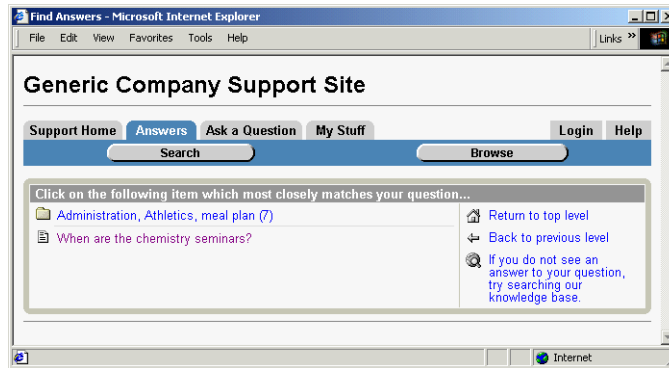 Find Answers - Microsoft Internet Explorer
File Edit View Favorites Tools Help Links »
Generic Company Support Site
Support Home Answers Ask a Question My Stuff Login Help
Search Browse
Click on the following item which most closely matches your question...
Administration, Athletics, meal plan (7)
When are the chemistry seminars?
Return to top level
Back to previous level
If you do not see an
answer to your question,
try searching our
knowledge base.
Internet